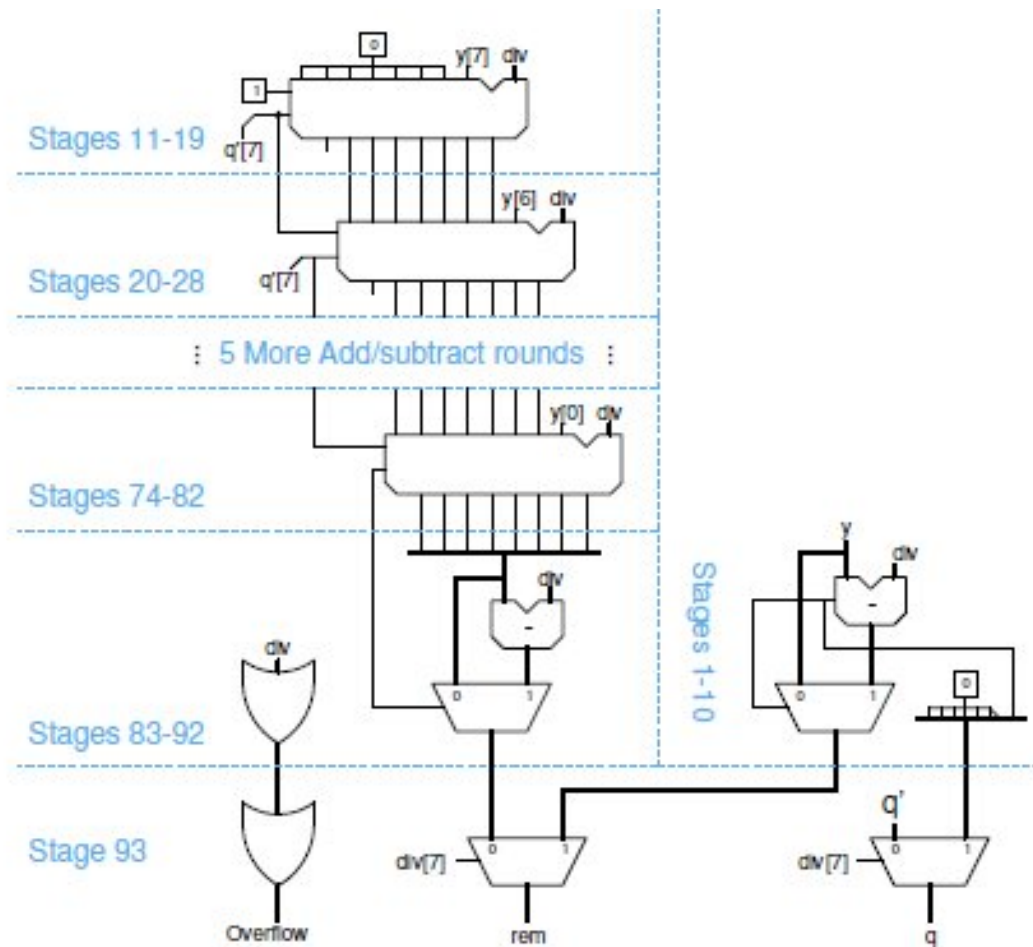 0
y[7] div
1
Stages 11-19
q'[7]
y[6] div
Stages 20-28
q'[7]
⋮ 5 More Add/subtract rounds ⋮
y[0] div
Stages 74-82
y
div
div
-
-
Stages 1-10
div
0 1
0 1
0
Stages 83-92
q'
Stage 93
0 1
0 1
div[7]
div[7]
Overflow
rem
q